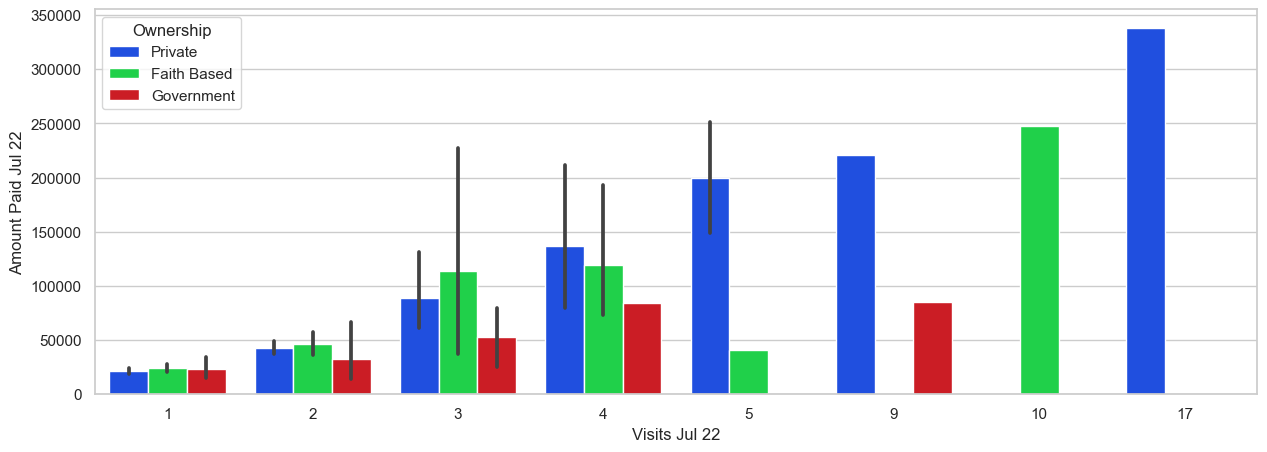 Ownership
Private
Faith Based
Government
Amount Paid Jul 22
350000
300000
250000
200000
150000
100000
50000
0
1 2 3 4 5 9 10 17
Visits Jul 22